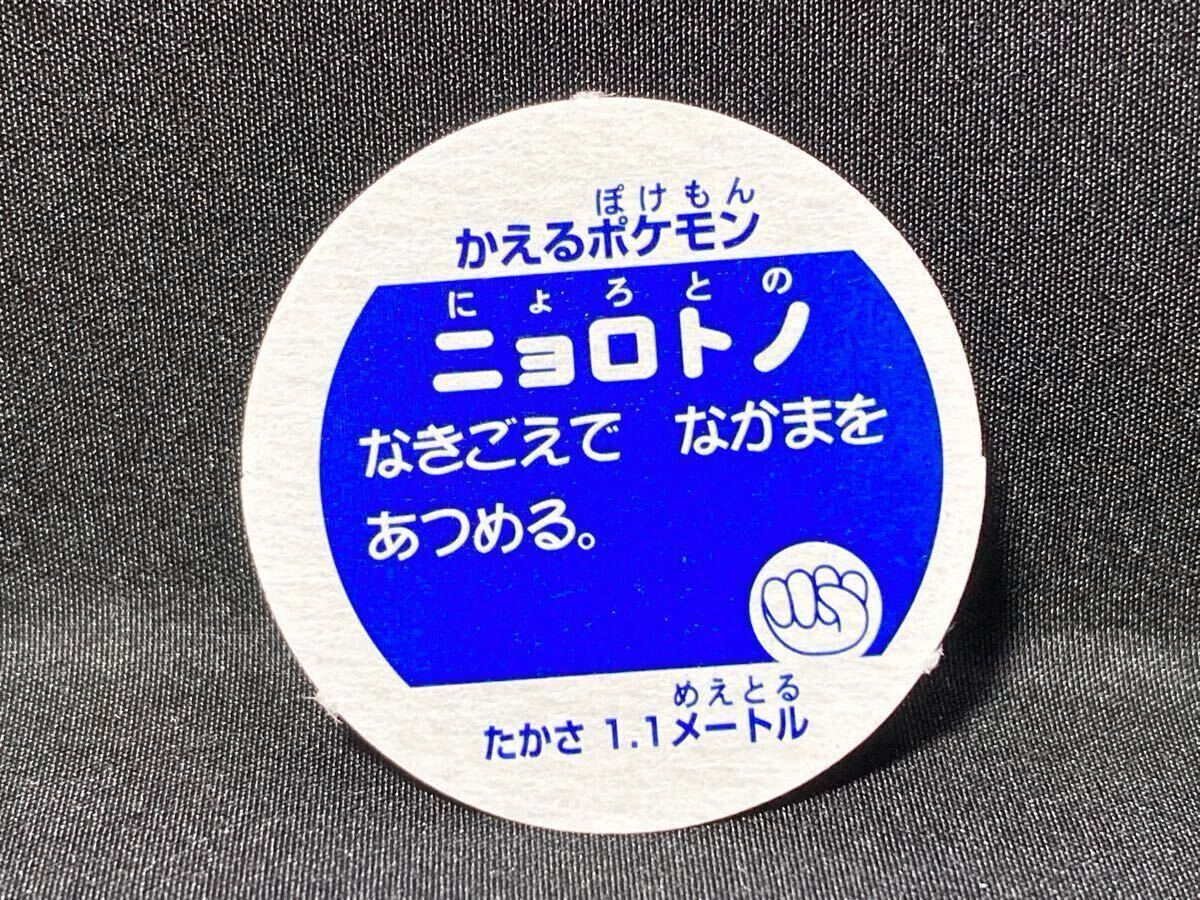 ぽけもん
かえるポケモン
にょろとの
ニョロトノ
なきごえで　なかまを
あつめる。
めえとる
たかさ 1.1メートル